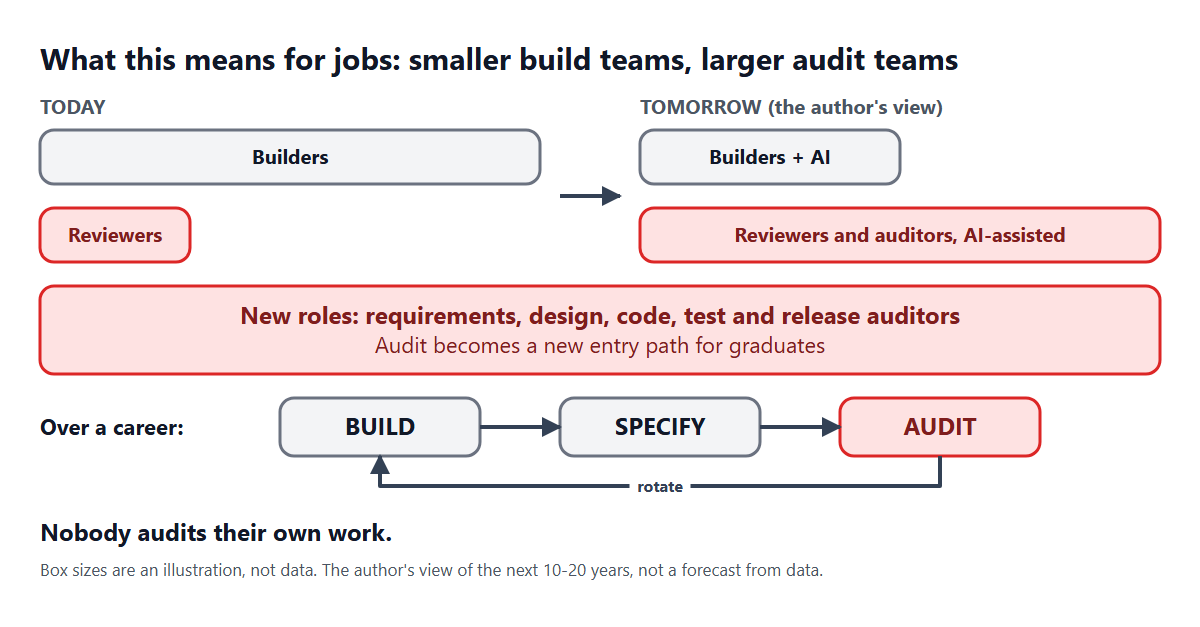 What this means for jobs: smaller build teams, larger audit teams
TODAY
TOMORROW (the author's view)
Builders
Builders + AI
Reviewers
Reviewers and auditors, AI-assisted
New roles: requirements, design, code, test and release auditors
Audit becomes a new entry path for graduates
Over a career:
BUILD
SPECIFY
AUDIT
rotate
Nobody audits their own work.
Box sizes are an illustration, not data. The author's view of the next 10-20 years, not a forecast from data.